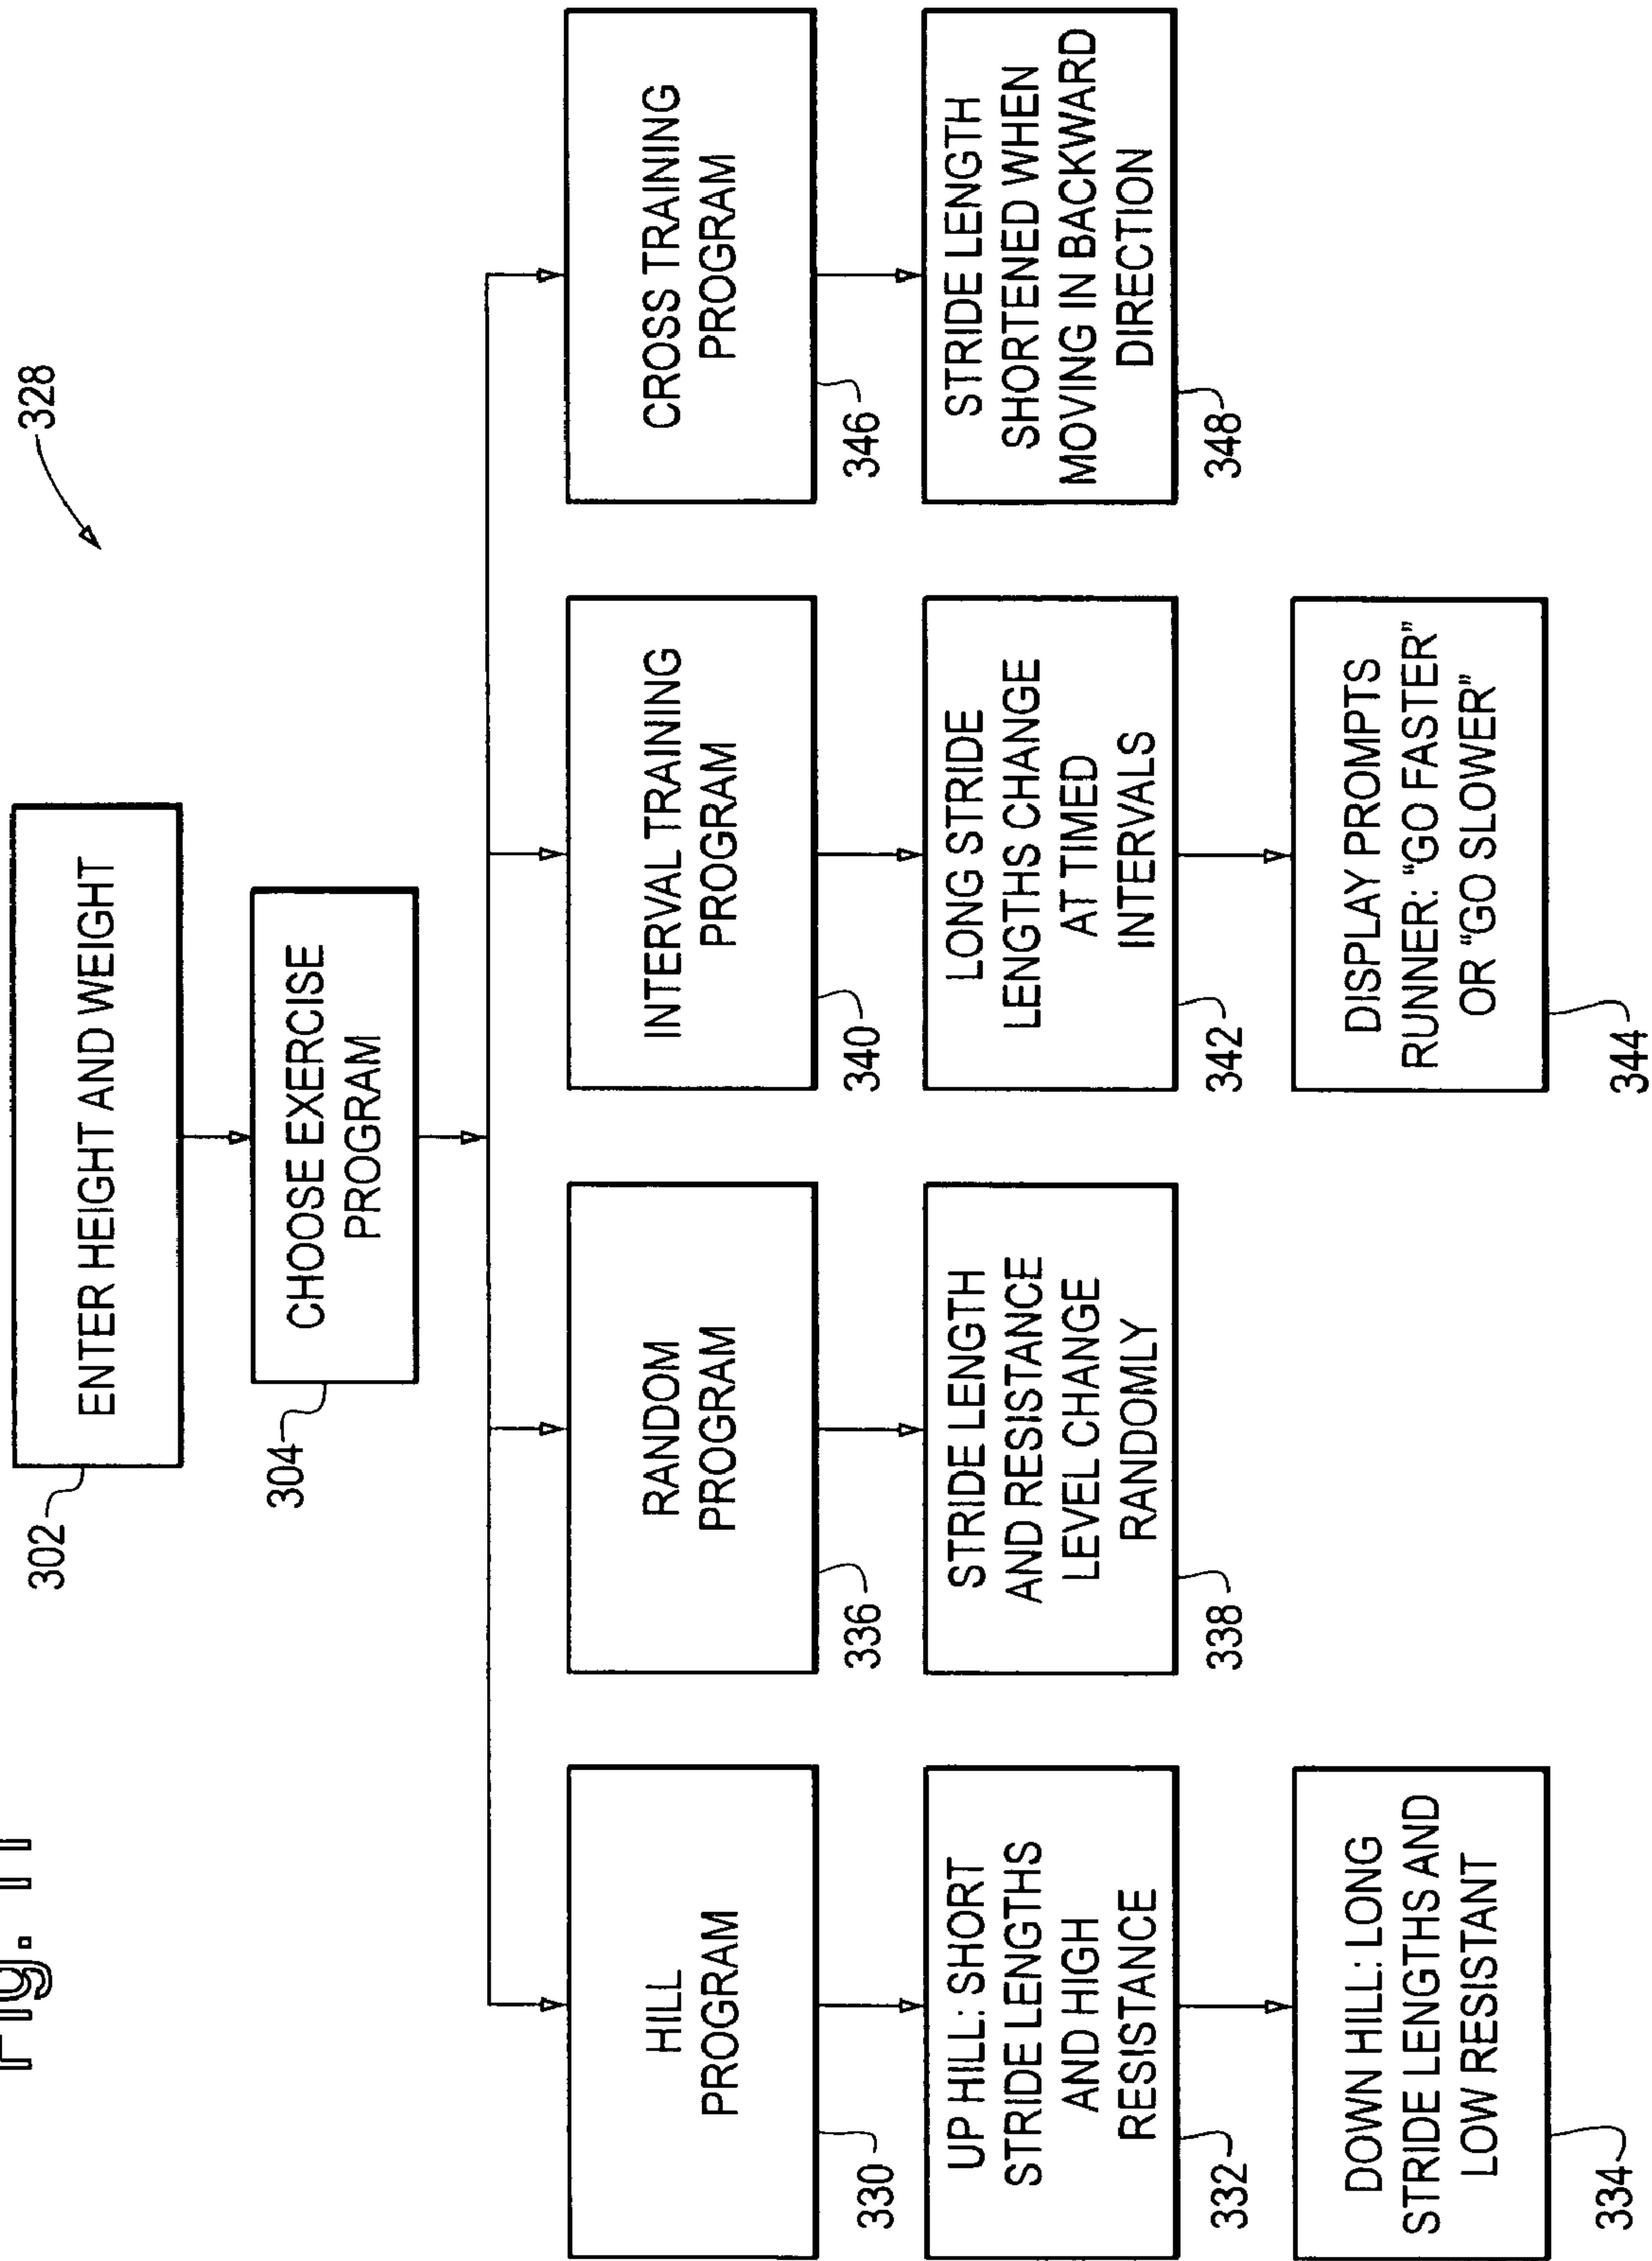 Fig. 11
328
302
ENTER HEIGHT AND WEIGHT
304
CHOOSE EXERCISE
PROGRAM
HILL
PROGRAM
330
UP HILL: SHORT
STRIDE LENGTHS
AND HIGH
RESISTANCE
332
DOWN HILL: LONG
STRIDE LENGTHS AND
LOW RESISTANT
334
RANDOM
PROGRAM
336
STRIDE LENGTH
AND RESISTANCE
LEVEL CHANGE
RANDOMLY
338
INTERVAL TRAINING
PROGRAM
340
LONG STRIDE
LENGTHS CHANGE
AT TIMED
INTERVALS
342
DISPLAY PROMPTS
RUNNER: “GO FASTER”
OR “GO SLOWER”
344
CROSS TRAINING
PROGRAM
346
STRIDE LENGTH
SHORTENED WHEN
MOVING IN BACKWARD
DIRECTION
348